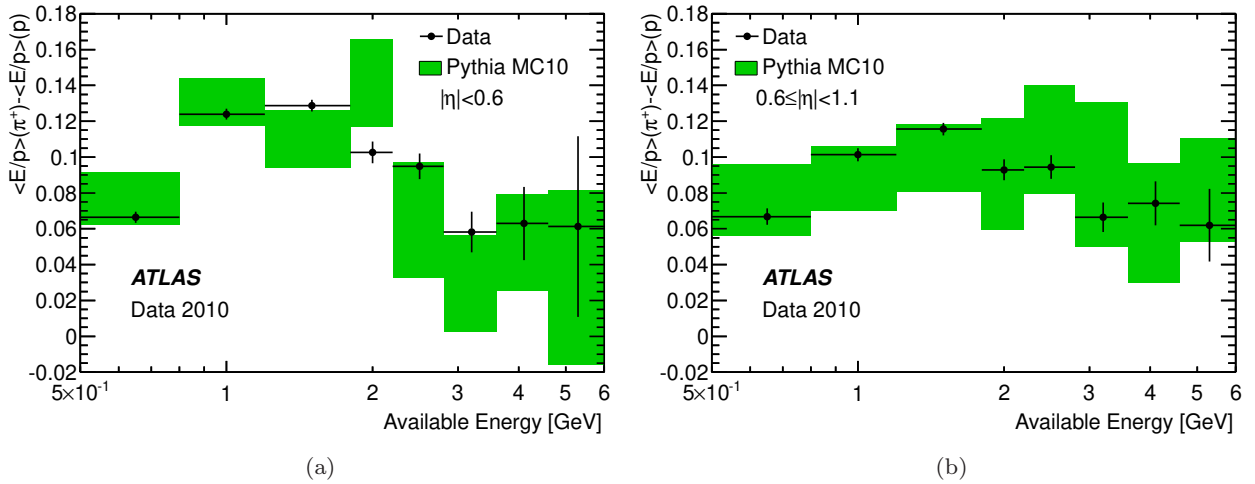 <E/p>(π⁺)-<E/p>(p)
0.18
0.16
0.14
0.12
0.1
0.08
0.06
0.04
0.02
0
-0.02
Data
Pythia MC10
|η|<0.6
ATLAS
Data 2010
5×10⁻¹ 1 2 3 4 5 6
Available Energy [GeV]
(a)
<E/p>(π⁺)-<E/p>(p)
0.18
0.16
0.14
0.12
0.1
0.08
0.06
0.04
0.02
0
-0.02
Data
Pythia MC10
0.6≤|η|<1.1
ATLAS
Data 2010
5×10⁻¹ 1 2 3 4 5 6
Available Energy [GeV]
(b)